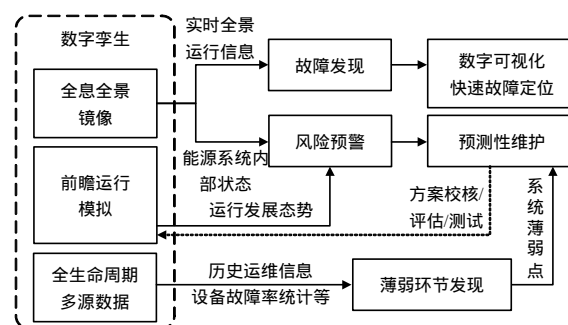 数字孪生
全息全景
镜像
前瞻运行
模拟
全生命周期
多源数据
实时全景
运行信息
能源系统内
部状态
运行发展态势
历史运维信息
设备故障率统计等
故障发现
风险预警
薄弱环节发现
数字可视化
快速故障定位
预测性维护
方案校核/
评估/测试
系统薄弱点